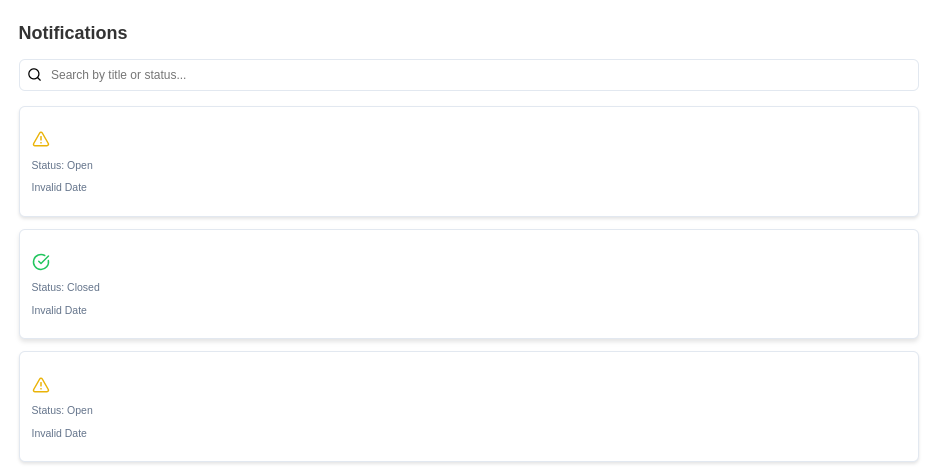 Notifications
Search by title or status...
Status: Open
Invalid Date
Status: Closed
Invalid Date
Status: Open
Invalid Date